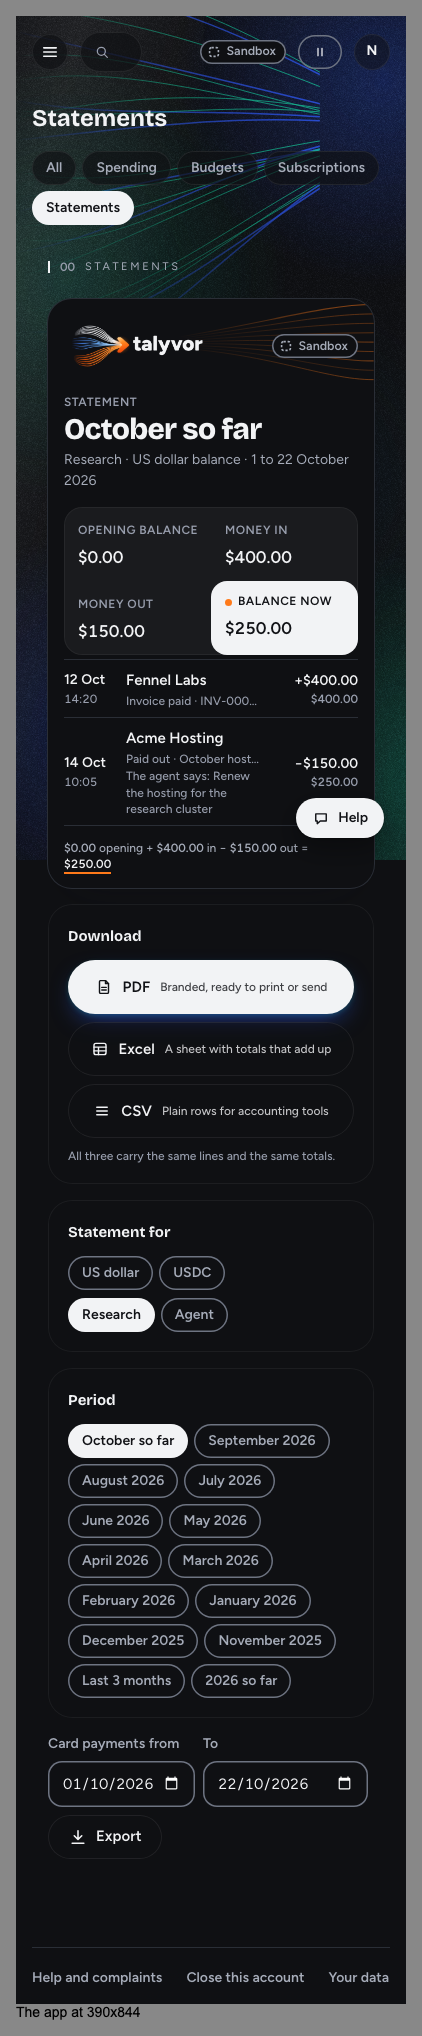 Sandbox
N
Statements
All
Spending
Budgets
Subscriptions
Statements
00 STATEMENTS
talyvor
Sandbox
STATEMENT
October so far
Research · US dollar balance · 1 to 22 October
2026
OPENING BALANCE
$0.00
MONEY IN
$400.00
MONEY OUT
$150.00
BALANCE NOW
$250.00
12 Oct
14:20
Fennel Labs
Invoice paid · INV-000…
+$400.00
$400.00
14 Oct
10:05
Acme Hosting
Paid out · October host…
The agent says: Renew
the hosting for the
research cluster
−$150.00
$250.00
Help
$0.00 opening + $400.00 in − $150.00 out =
$250.00
Download
PDF Branded, ready to print or send
Excel A sheet with totals that add up
CSV Plain rows for accounting tools
All three carry the same lines and the same totals.
Statement for
US dollar
USDC
Research
Agent
Period
October so far
September 2026
August 2026
July 2026
June 2026
May 2026
April 2026
March 2026
February 2026
January 2026
December 2025
November 2025
Last 3 months
2026 so far
Card payments from
To
01/10/2026
22/10/2026
Export
Help and complaints
Close this account
Your data
The app at 390x844